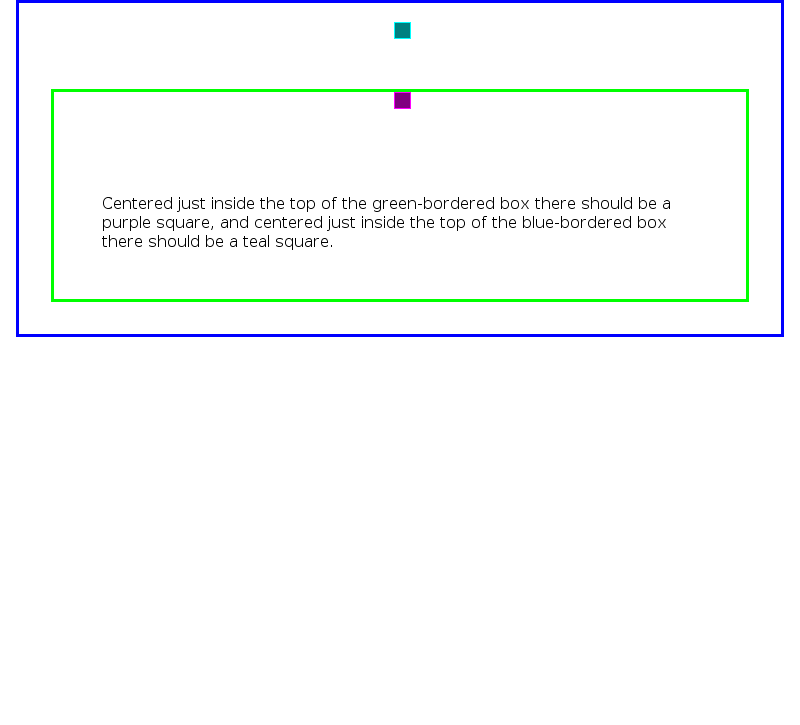 Centered just inside the top of the green-bordered box there should be a
purple square, and centered just inside the top of the blue-bordered box
there should be a teal square.